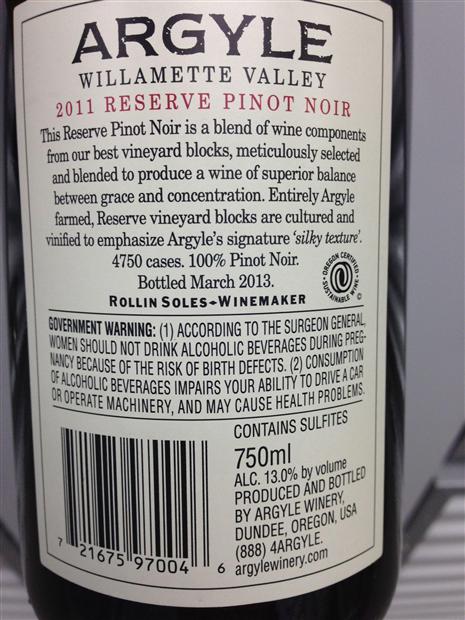 ARGYLE
WILLAMETTE VALLEY
2011 RESERVE PINOT NOIR
This Reserve Pinot Noir is a blend of wine components
from our best vineyard blocks, meticulously selected
and blended to produce a wine of superior balance
between grace and concentration. Entirely Argyle
farmed, Reserve vineyard blocks are cultured and
vinified to emphasize Argyle's signature 'silky texture'.
4750 cases. 100% Pinot Noir.
Bottled March 2013.
ROLLIN SOLES-WINEMAKER
OREGON CERTIFIED
SUSTAINABLE WINE
©
GOVERNMENT WARNING: (1) ACCORDING TO THE SURGEON GENERAL,
WOMEN SHOULD NOT DRINK ALCOHOLIC BEVERAGES DURING PREG-
NANCY BECAUSE OF THE RISK OF BIRTH DEFECTS. (2) CONSUMPTION
OF ALCOHOLIC BEVERAGES IMPAIRS YOUR ABILITY TO DRIVE A CAR
OR OPERATE MACHINERY, AND MAY CAUSE HEALTH PROBLEMS.
CONTAINS SULFITES
750ml
ALC. 13.0% by volume
PRODUCED AND BOTTLED
BY ARGYLE WINERY,
DUNDEE, OREGON, USA
(888) 4ARGYLE.
argylewinery.com
7 21675 97004 6